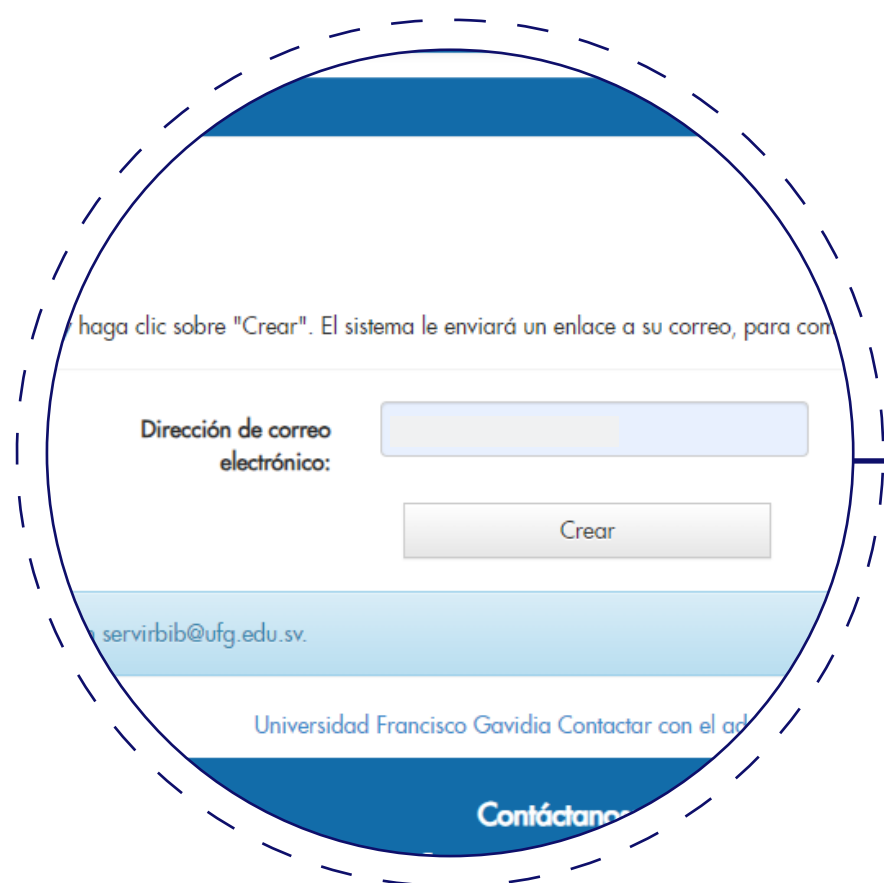 haga clic sobre "Crear". El sistema le enviará un enlace a su correo, para com
Dirección de correo
electrónico:
Crear
servirbib@ufg.edu.sv.
Universidad Francisco Gavidia Contactar con el ad
Contáctanos